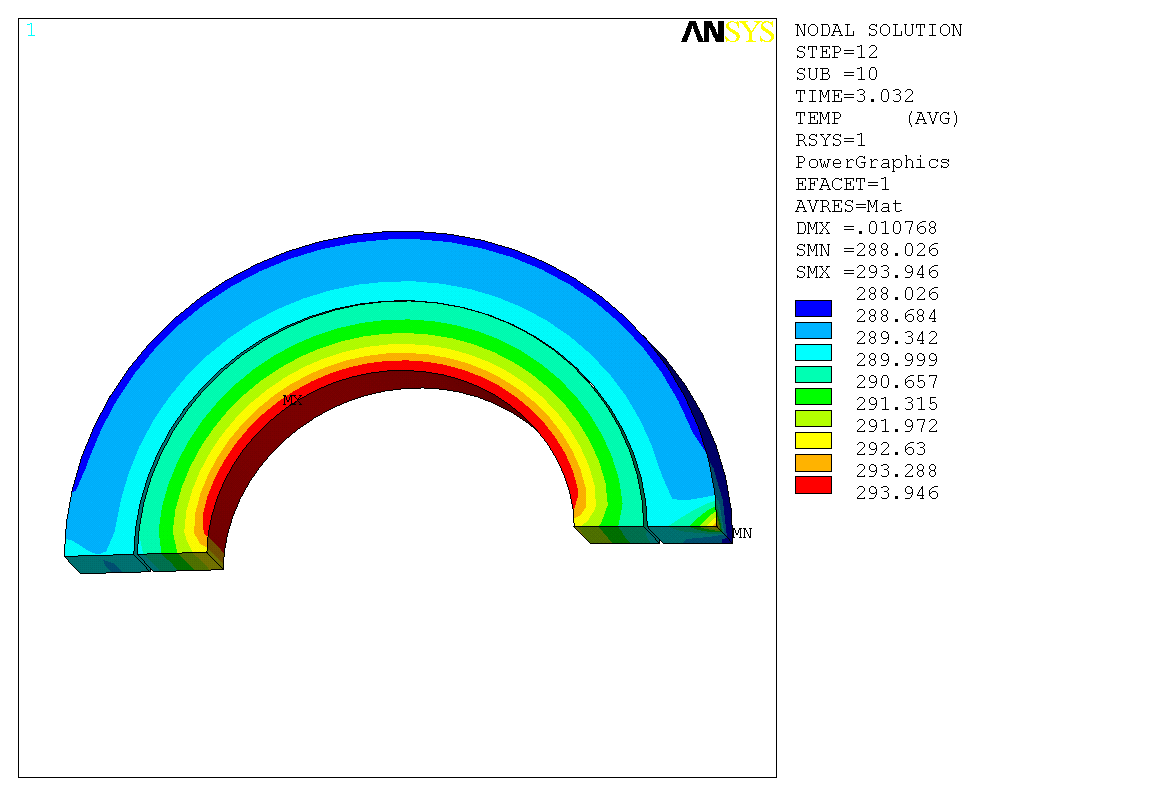 1
ANSYS
NODAL SOLUTION
STEP=12
SUB =10
TIME=3.032
TEMP (AVG)
RSYS=1
PowerGraphics
EFACET=1
AVRES=Mat
DMX =.010768
SMN =288.026
SMX =293.946
288.026
288.684
289.342
289.999
290.657
291.315
291.972
292.63
293.288
293.946
MX
MN